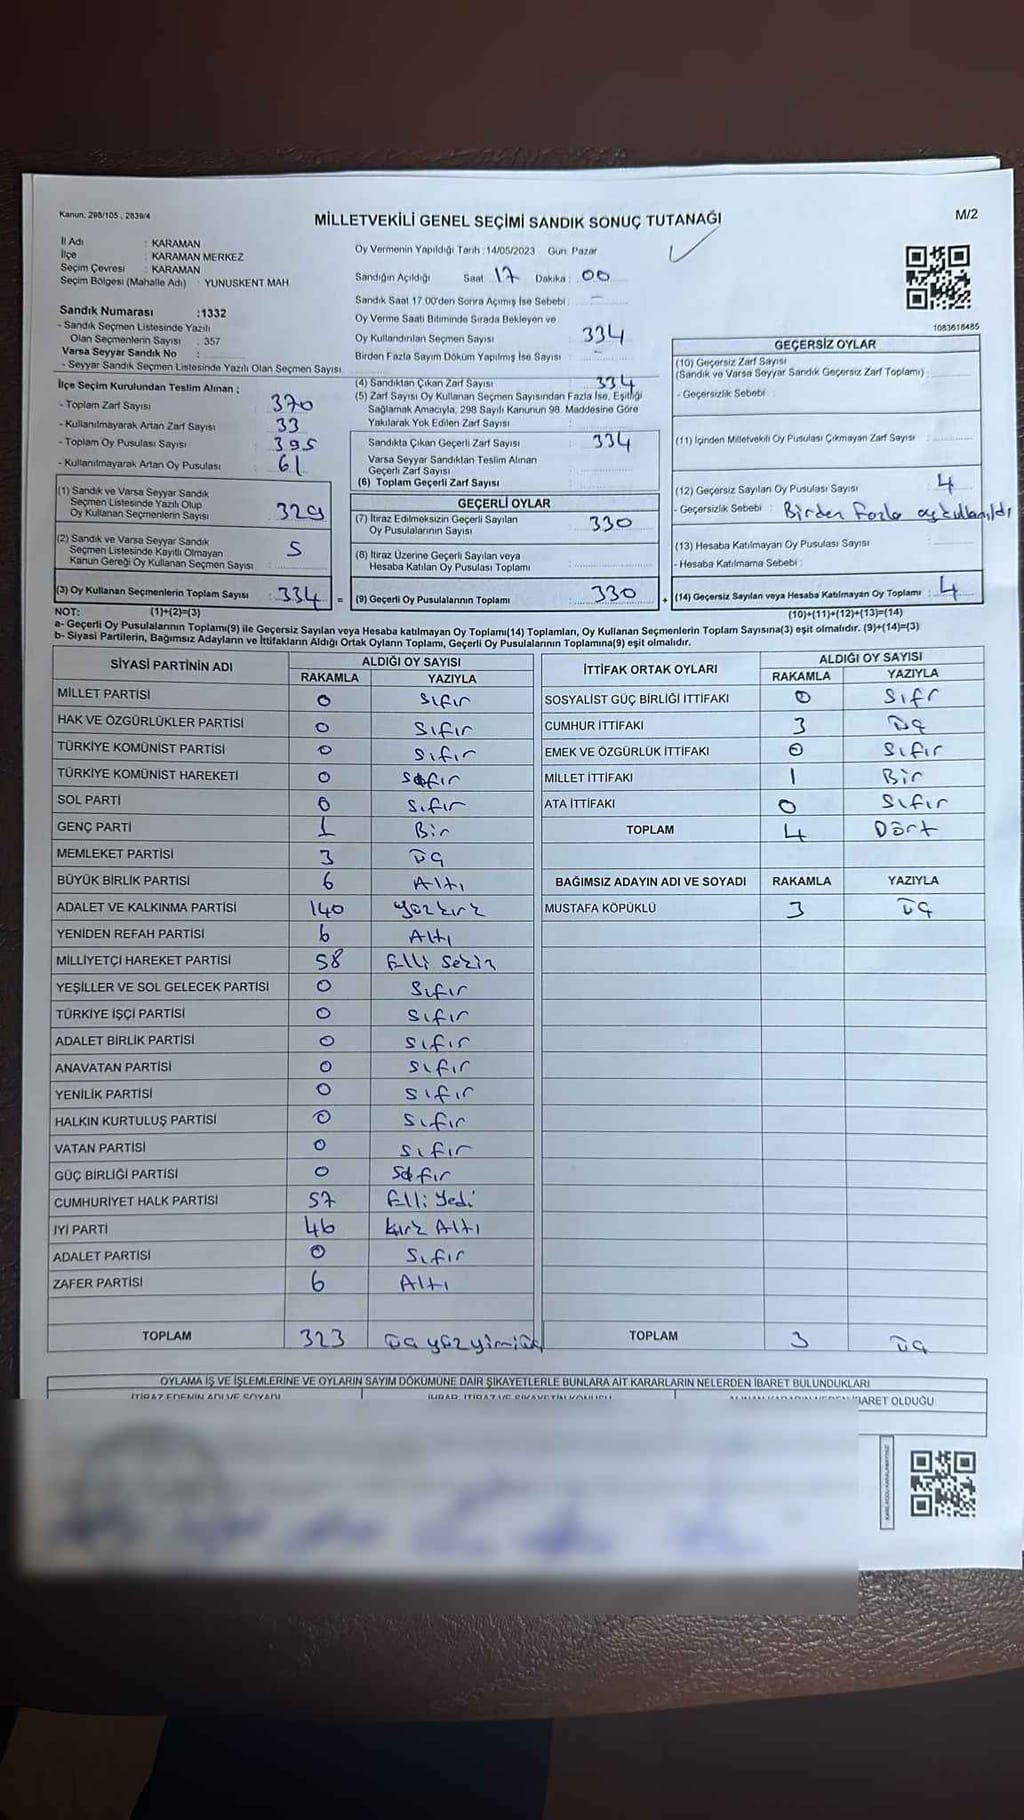 Kanun: 298/105 , 2839/4
MİLLETVEKİLİ GENEL SEÇİMİ SANDIK SONUÇ TUTANAĞI
M/2
İl Adı : KARAMAN
İlçe : KARAMAN MERKEZ
Seçim Çevresi : KARAMAN
Seçim Bölgesi (Mahalle Adı) : YUNUSKENT MAH.
Sandık Numarası :1332
- Sandık Seçmen Listesinde Yazılı
Olan Seçmenlerin Sayısı : 357
Varsa Seyyar Sandık No :
- Seyyar Sandık Seçmen Listesinde Yazılı Olan Seçmen Sayısı
İlçe Seçim Kurulundan Teslim Alınan ;
- Toplam Zarf Sayısı : 370
- Kullanılmayarak Artan Zarf Sayısı : 33
- Toplam Oy Pusulası Sayısı : 395
- Kullanılmayarak Artan Oy Pusulası : 61
(1) Sandık ve Varsa Seyyar Sandık
Seçmen Listesinde Yazılı Olup
Oy Kullanan Seçmenlerin Sayısı : 329
(2) Sandık ve Varsa Seyyar Sandık
Seçmen Listesinde Kayıtlı Olmayan
Kanun Gereği Oy Kullanan Seçmen Sayısı : 5
(3) Oy Kullanan Seçmenlerin Toplam Sayısı : 334 =
(1)+(2)=(3)
Oy Vermenin Yapıldığı Tarih :14/05/2023 Gün: Pazar
Sandığın Açıldığı Saat : 17 Dakika : 00
Sandık Saat 17:00'den Sonra Açımış İse Sebebi : –
Oy Verme Saati Bitiminde Sırada Bekleyen ve
Oy Kullandırılan Seçmen Sayısı : 334
Birden Fazla Sayım Döküm Yapılmış İse Sayısı : –
(4) Sandıktan Çıkan Zarf Sayısı : 334
(5) Zarf Sayısı Oy Kullanan Seçmen Sayısından Fazla İse, Eşitliği
Sağlamak Amacıyla, 298 Sayılı Kanunun 98. Maddesine Göre
Yakılarak Yok Edilen Zarf Sayısı :
Sandıkta Çıkan Geçerli Zarf Sayısı : 334
Varsa Seyyar Sandıktan Teslim Alınan
Geçerli Zarf Sayısı :
(6) Toplam Geçerli Zarf Sayısı :
GEÇERLİ OYLAR
(7) İtiraz Edilmeksizin Geçerli Sayılan
Oy Pusulalarının Sayısı : 330
(8) İtiraz Üzerine Geçerli Sayılan veya
Hesaba Katılan Oy Pusulası Toplamı :
(9) Geçerli Oy Pusulalarının Toplamı : 330 +
1083618485
GEÇERSİZ OYLAR
(10) Geçersiz Zarf Sayısı
(Sandık ve Varsa Seyyar Sandık Geçersiz Zarf Toplamı) :
- Geçersizlik Sebebi :
(11) İçinden Milletvekili Oy Pusulası Çıkmayan Zarf Sayısı :
(12) Geçersiz Sayılan Oy Pusulası Sayısı : 4
- Geçersizlik Sebebi : Birden fazla oy kullanıldı
(13) Hesaba Katılmayan Oy Pusulası Sayısı :
- Hesaba Katılmama Sebebi :
(14) Geçersiz Sayılan veya Hesaba Katılmayan Oy Toplamı : 4
(10)+(11)+(12)+(13)=(14)
NOT:
a- Geçerli Oy Pusulalarının Toplamı(9) ile Geçersiz Sayılan veya Hesaba katılmayan Oy Toplamı(14) Toplamları, Oy Kullanan Seçmenlerin Toplam Sayısına(3) eşit olmalıdır. (9)+(14)=(3)
b- Siyasi Partilerin, Bağımsız Adayların ve İttifakların Aldığı Ortak Oyların Toplamı, Geçerli Oy Pusulalarının Toplamına(9) eşit olmalıdır.
SİYASİ PARTİNİN ADI ALDIĞI OY SAYISI
RAKAMLA YAZIYLA
MİLLET PARTİSİ 0 Sıfır
HAK VE ÖZGÜRLÜKLER PARTİSİ 0 Sıfır
TÜRKİYE KOMÜNİST PARTİSİ 0 Sıfır
TÜRKİYE KOMÜNİST HAREKETİ 0 Sıfır
SOL PARTİ 0 Sıfır
GENÇ PARTİ 1 Bir
MEMLEKET PARTİSİ 3 Üç
BÜYÜK BİRLİK PARTİSİ 6 Altı
ADALET VE KALKINMA PARTİSİ 140 Yüzkırk
YENİDEN REFAH PARTİSİ 6 Altı
MİLLİYETÇİ HAREKET PARTİSİ 58 Elli Sekiz
YEŞİLLER VE SOL GELECEK PARTİSİ 0 Sıfır
TÜRKİYE İŞÇİ PARTİSİ 0 Sıfır
ADALET BİRLİK PARTİSİ 0 Sıfır
ANAVATAN PARTİSİ 0 Sıfır
YENİLİK PARTİSİ 0 Sıfır
HALKIN KURTULUŞ PARTİSİ 0 Sıfır
VATAN PARTİSİ 0 Sıfır
GÜÇ BİRLİĞİ PARTİSİ 0 Sıfır
CUMHURİYET HALK PARTİSİ 57 Elli Yedi
İYİ PARTİ 46 Kırk Altı
ADALET PARTİSİ 0 Sıfır
ZAFER PARTİSİ 6 Altı
TOPLAM 323
İTTİFAK ORTAK OYLARI ALDIĞI OY SAYISI
RAKAMLA YAZIYLA
SOSYALİST GÜÇ BİRLİĞİ İTTİFAKI 0 Sıfr
CUMHUR İTTİFAKI 3 Üç
EMEK VE ÖZGÜRLÜK İTTİFAKI 0 Sıfır
MİLLET İTTİFAKI 1 Bir
ATA İTTİFAKI 0 Sıfır
TOPLAM 4 Dört
BAĞIMSIZ ADAYIN ADI VE SOYADI RAKAMLA YAZIYLA
MUSTAFA KÖPÜKLÜ 3 Üç
TOPLAM 3 Üç
OYLAMA İŞ VE İŞLEMLERİNE VE OYLARIN SAYIM DÖKÜMÜNE DAİR ŞİKAYETLERLE BUNLARA AİT KARARLARIN NELERDEN İBARET BULUNDUKLARI
İTİRAZ EDENİN ADI VE SOYADI İHBAR, İTİRAZ VE ŞİKAYETİN KONUSU İBARET OLDUĞU